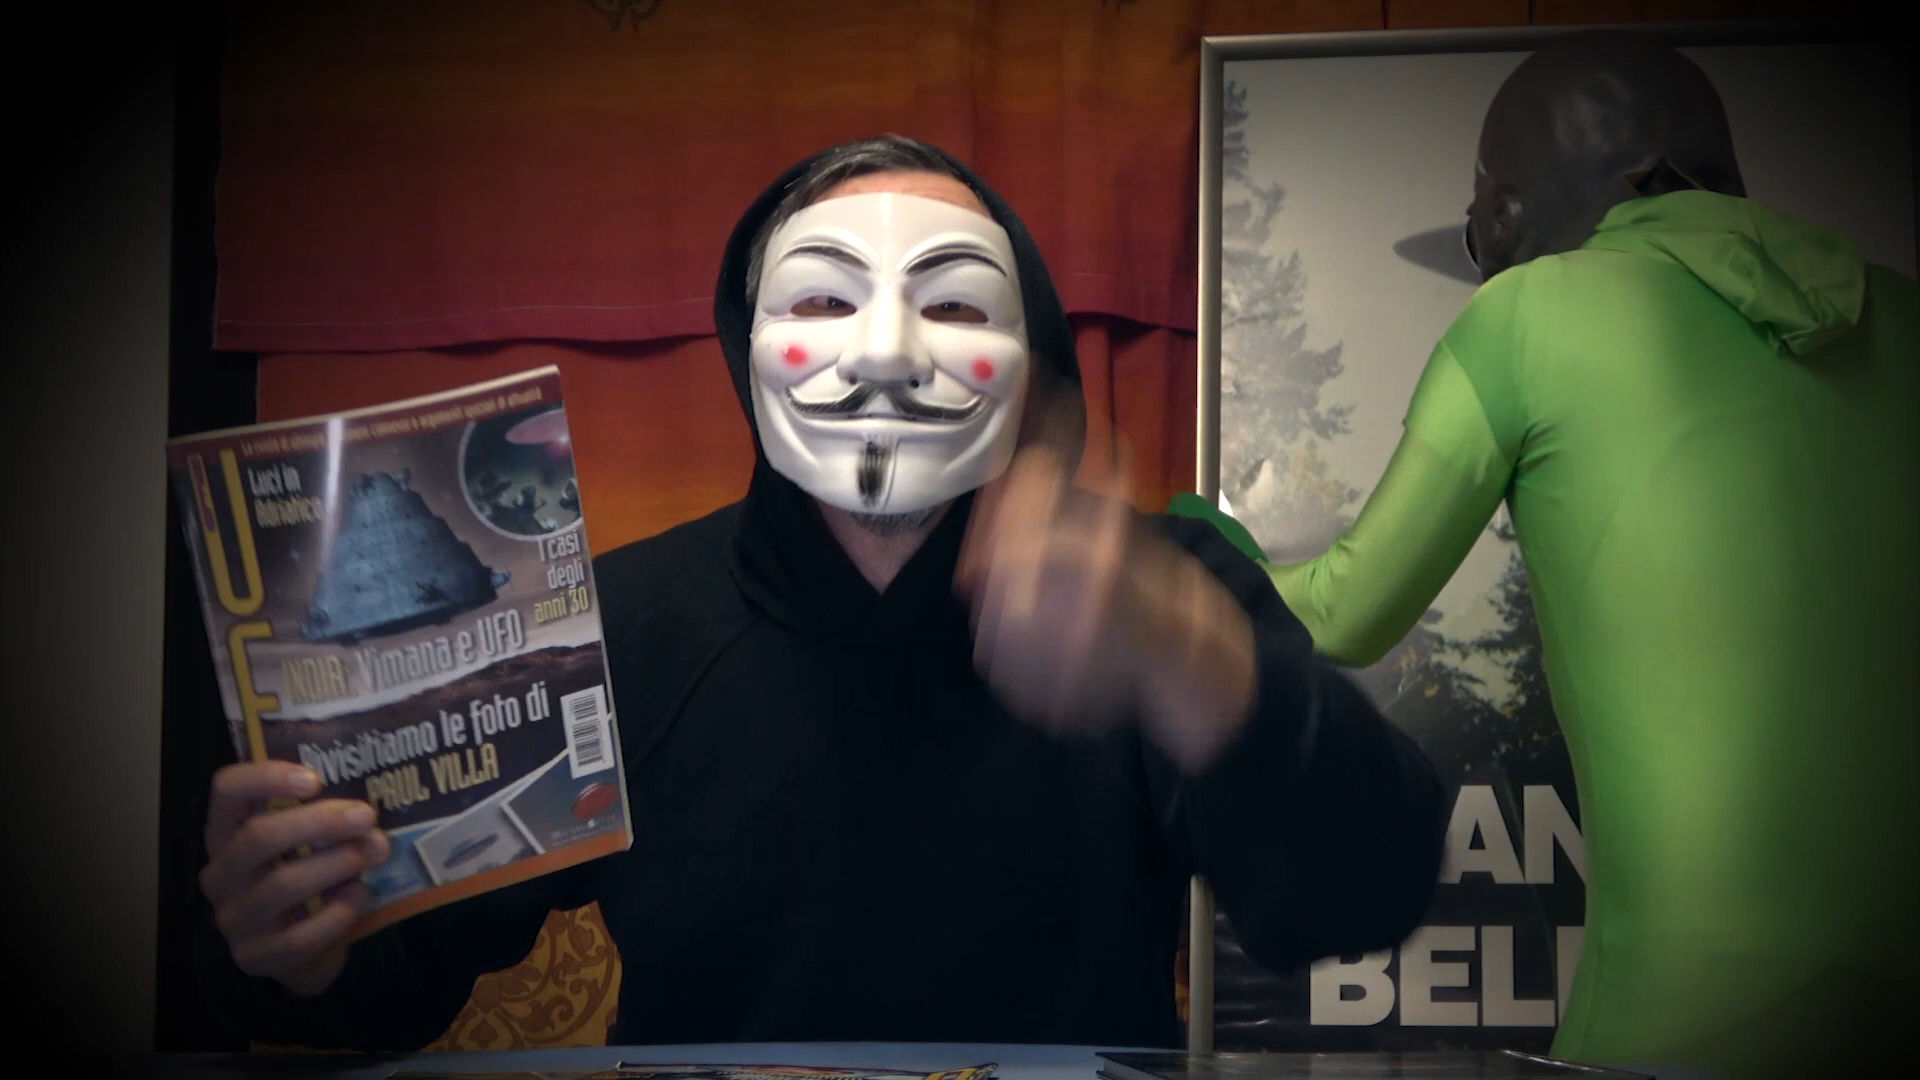 Luci in
Adriatico
I casi
degli
anni 30
INDIA: Vimana e UFO
Rivisitiamo le foto di
PAUL VILLA
UF
AN
BEL